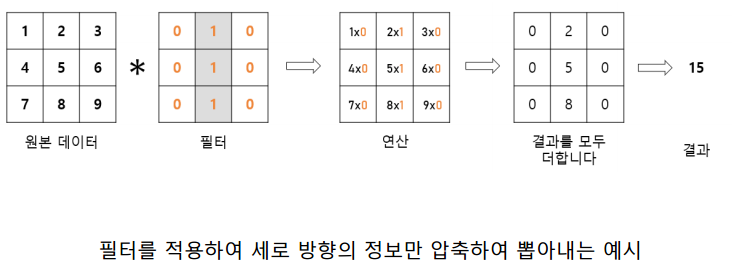 1 2 3 0 1 0 1x0 2x1 3x0 0 2 0
4 5 6 * 0 1 0 4x0 5x1 6x0 0 5 0 15
7 8 9 0 1 0 7x0 8x1 9x0 0 8 0
원본 데이터 필터 연산 결과를 모두
더합니다 결과
필터를 적용하여 세로 방향의 정보만 압축하여 뽑아내는 예시